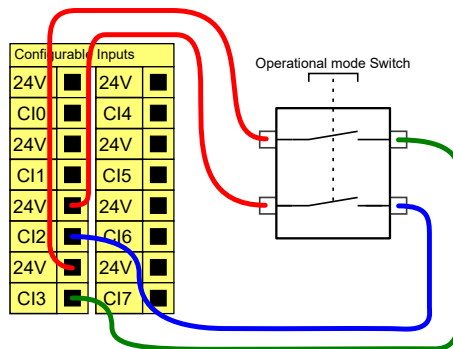 Configurable Inputs
Operational mode Switch
24V 24V
CI0 CI4
24V 24V
CI1 CI5
24V 24V
CI2 CI6
24V 24V
CI3 CI7